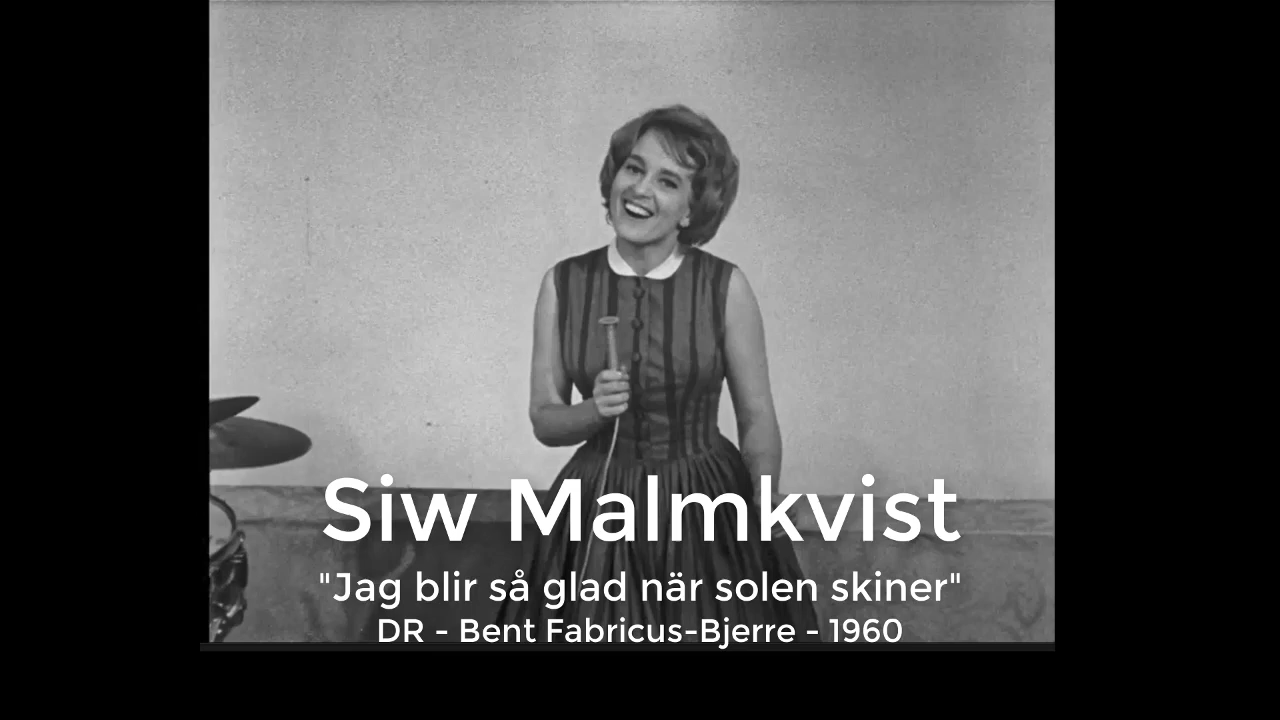 Siw Malmkvist
"Jag blir så glad när solen skiner"
DR - Bent Fabricus-Bjerre - 1960